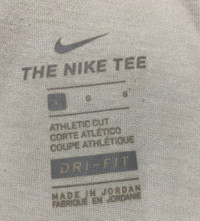 THE NIKE TEE
L G G
ATHLETIC CUT
CORTE ATLÉTICO
COUPE ATHLÉTIQUE
DRI-FIT
MADE IN JORDAN
FABRIQUÉ EN JORDANIE